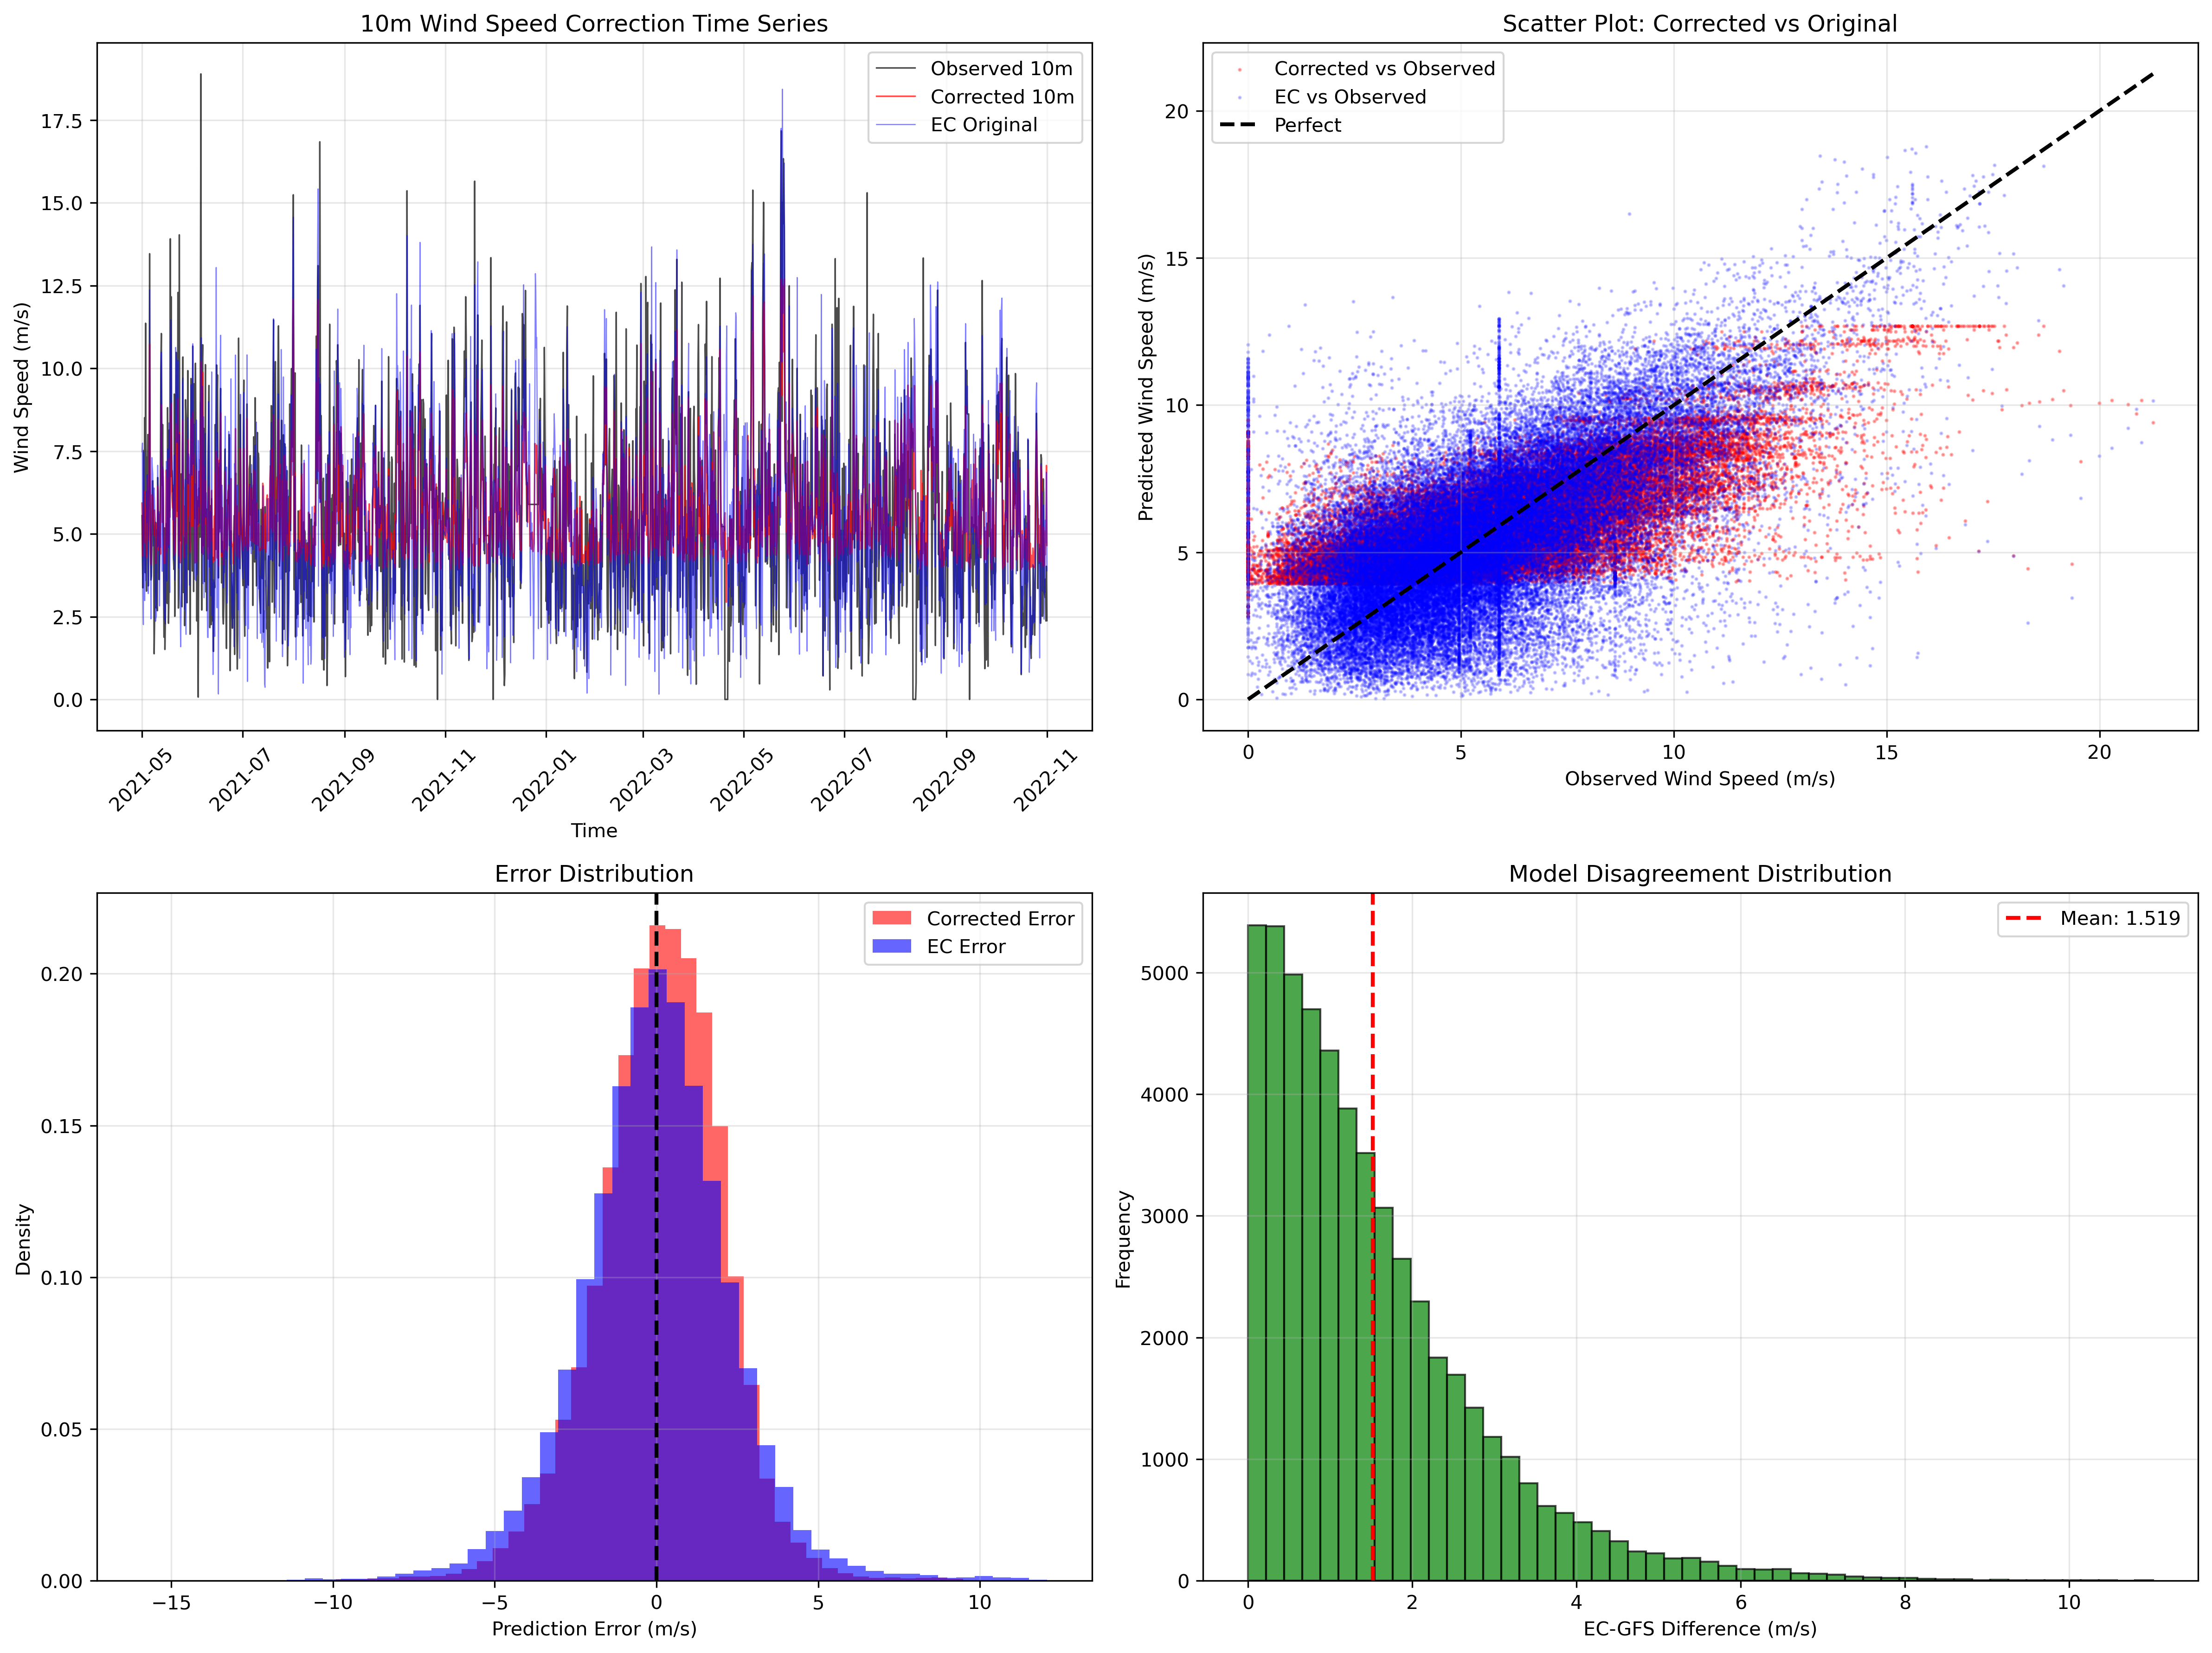 10m Wind Speed Correction Time Series
Observed 10m
Corrected 10m
EC Original
Wind Speed (m/s)
17.5
15.0
12.5
10.0
7.5
5.0
2.5
0.0
2021-05
2021-07
2021-09
2021-11
2022-01
2022-03
2022-05
2022-07
2022-09
2022-11
Time
Scatter Plot: Corrected vs Original
Corrected vs Observed
EC vs Observed
Perfect
Predicted Wind Speed (m/s)
20
15
10
5
0
0
5
10
15
20
Observed Wind Speed (m/s)
Error Distribution
Corrected Error
EC Error
Density
0.20
0.15
0.10
0.05
0.00
−15
−10
−5
0
5
10
Prediction Error (m/s)
Model Disagreement Distribution
Mean: 1.519
Frequency
5000
4000
3000
2000
1000
0
0
2
4
6
8
10
EC-GFS Difference (m/s)